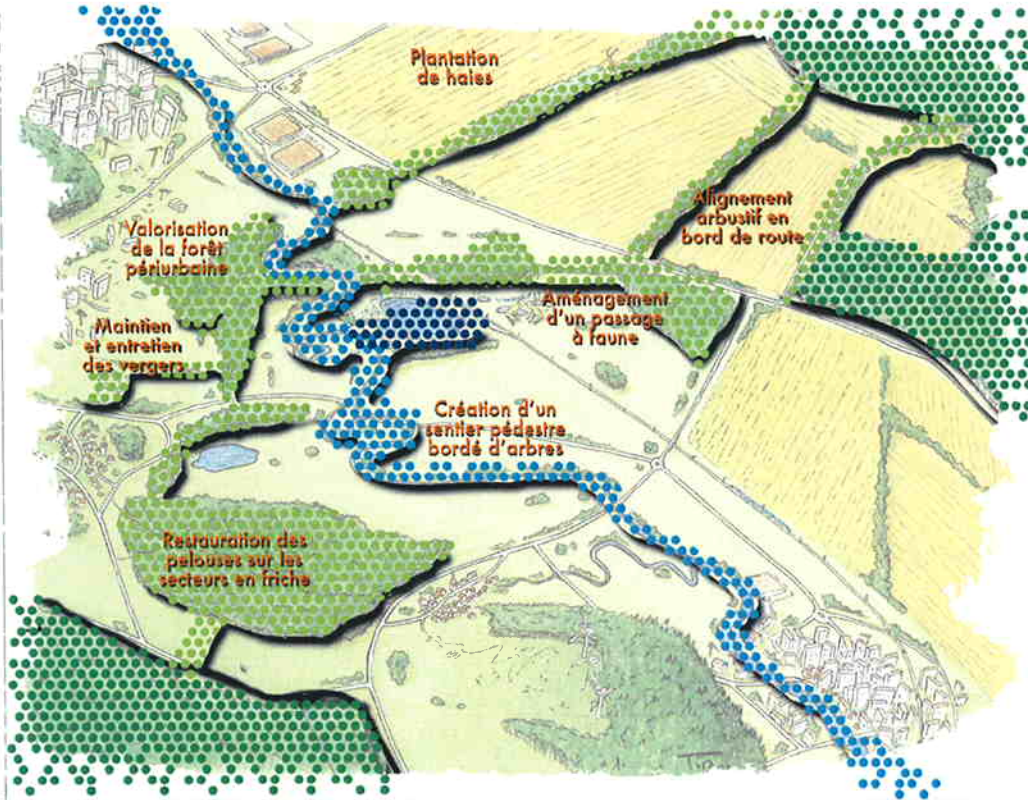 Plantation
de haies
Alignement
arbustif en
bord de route
Valorisation
de la forêt
périurbaine
Aménagement
d'un passage
à faune
Maintien
et entretien
des vergers
Création d'un
sentier pédestre
bordé d'arbres
Restauration des
pelouses sur les
secteurs en friche